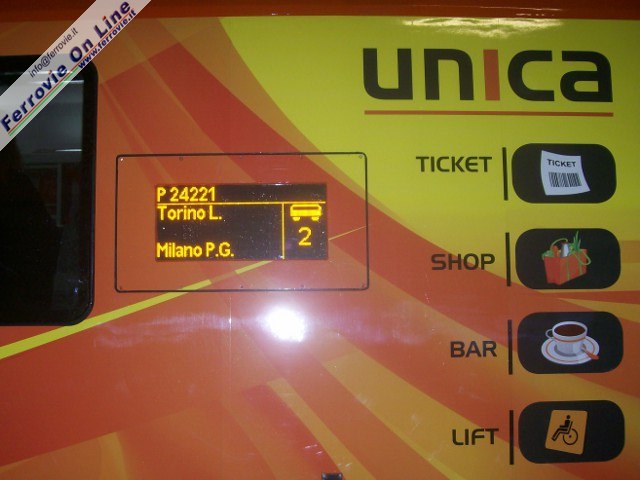 info@ferrovie.it
Ferrovie On Line
www.ferrovie.it
unica
TICKET
TICKET
P 24221
Torino L.
2
Milano P.G.
SHOP
BAR
LIFT